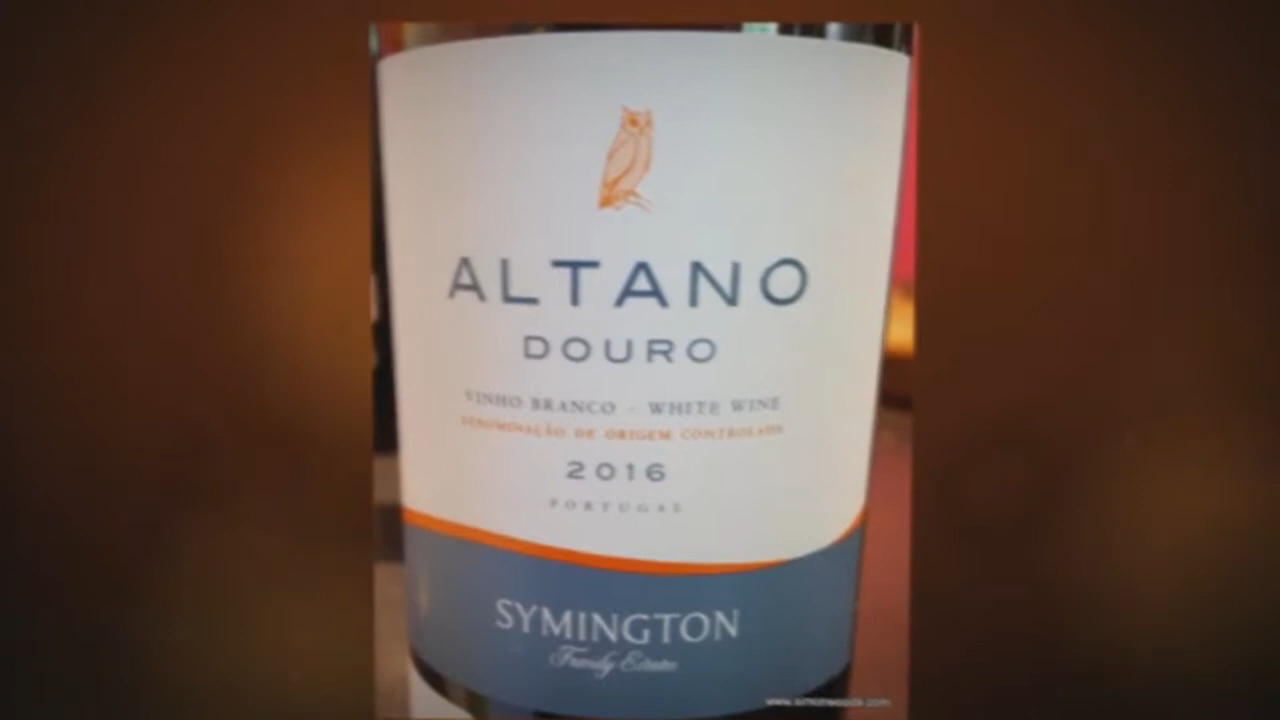 ALTANO
DOURO
VINHO BRANCO · WHITE WINE
DENOMINAÇÃO DE ORIGEM CONTROLADA
2016
PORTUGAL
SYMINGTON
Family Estates